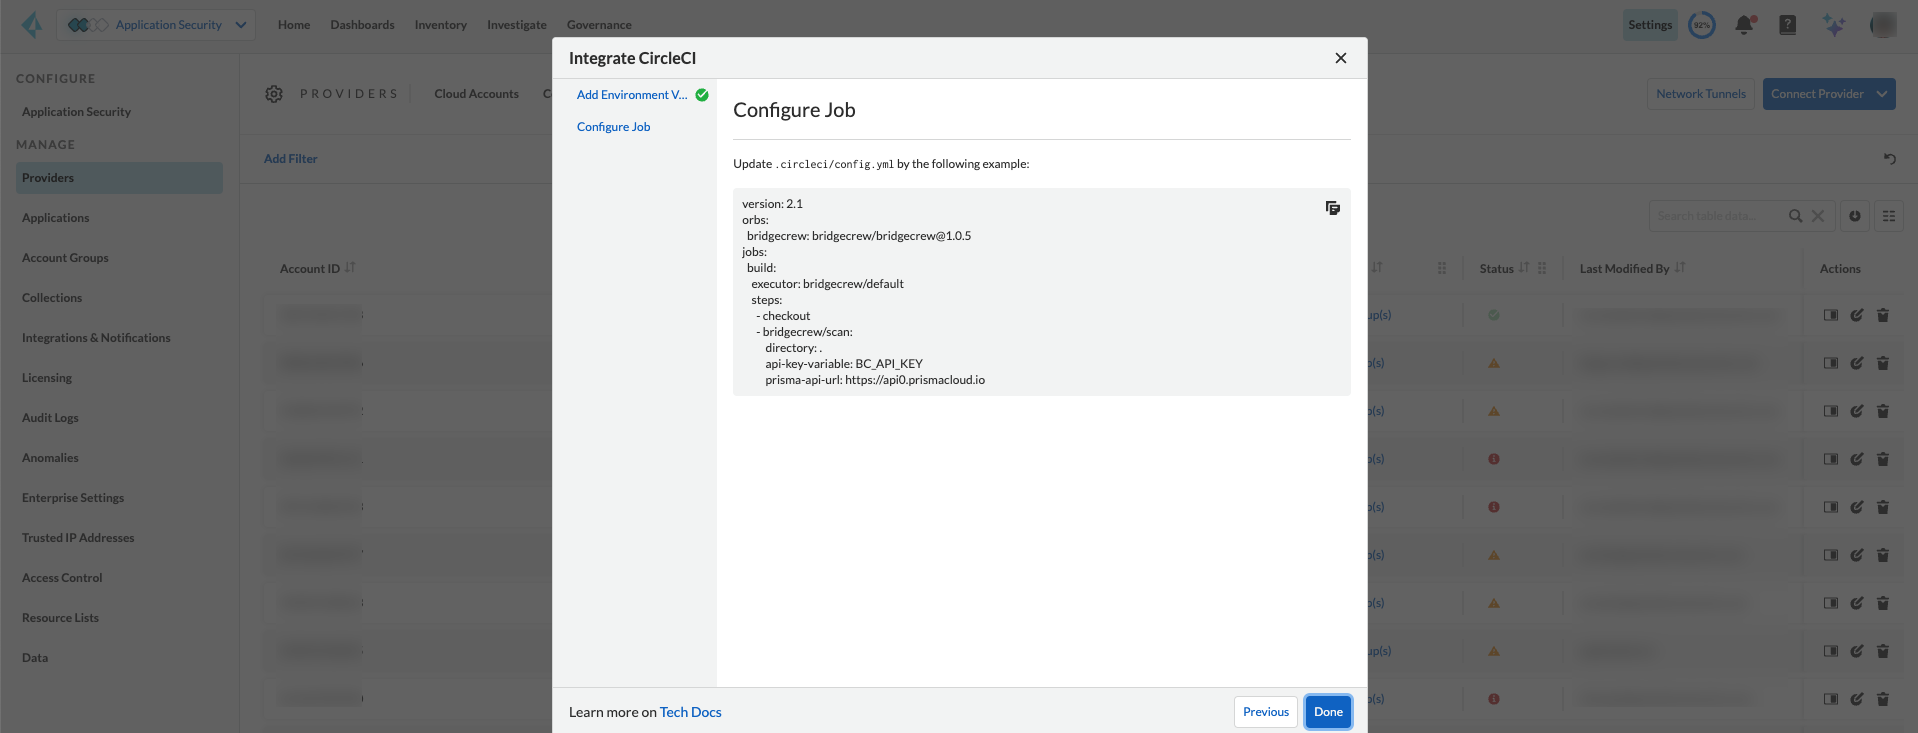 Application Security
Home
Dashboards
Inventory
Investigate
Governance
Settings
92%
CONFIGURE
Application Security
MANAGE
Providers
Applications
Account Groups
Collections
Integrations & Notifications
Licensing
Audit Logs
Anomalies
Enterprise Settings
Trusted IP Addresses
Access Control
Resource Lists
Data
PROVIDERS
Cloud Accounts
Network Tunnels
Connect Provider
Add Filter
Search table data...
Account ID
Status
Last Modified By
Actions
Integrate CircleCI
Add Environment V...
Configure Job
Configure Job
Update .circleci/config.yml by the following example:
version: 2.1
orbs:
bridgecrew: bridgecrew/bridgecrew@1.0.5
jobs:
build:
executor: bridgecrew/default
steps:
- checkout
- bridgecrew/scan:
directory: .
api-key-variable: BC_API_KEY
prisma-api-url: https://api0.prismacloud.io
Learn more on Tech Docs
Previous
Done